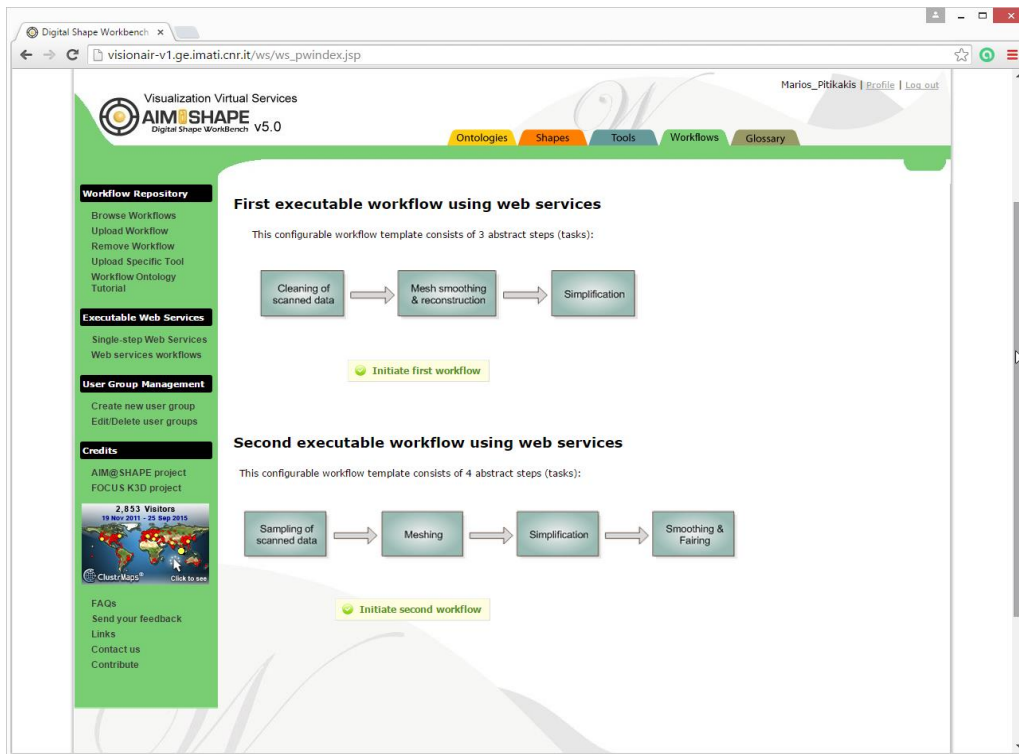 Digital Shape Workbench
visionair-v1.ge.imati.cnr.it/ws/ws_pwindex.jsp
Marios_Pitikakis | Profile | Log out
Visualization Virtual Services
AIM SHAPE v5.0
Digital Shape WorkBench
Ontologies
Shapes
Tools
Workflows
Glossary
Workflow Repository
Browse Workflows
Upload Workflow
Remove Workflow
Upload Specific Tool
Workflow Ontology
Tutorial
Executable Web Services
Single-step Web Services
Web services workflows
User Group Management
Create new user group
Edit/Delete user groups
Credits
AIM@SHAPE project
FOCUS K3D project
2,853 Visitors
19 Nov 2011 - 25 Sep 2015
ClustrMaps®
Click to see
FAQs
Send your feedback
Links
Contact us
Contribute
First executable workflow using web services
This configurable workflow template consists of 3 abstract steps (tasks):
Cleaning of
scanned data
Mesh smoothing
& reconstruction
Simplification
Initiate first workflow
Second executable workflow using web services
This configurable workflow template consists of 4 abstract steps (tasks):
Sampling of
scanned data
Meshing
Simplification
Smoothing &
Fairing
Initiate second workflow